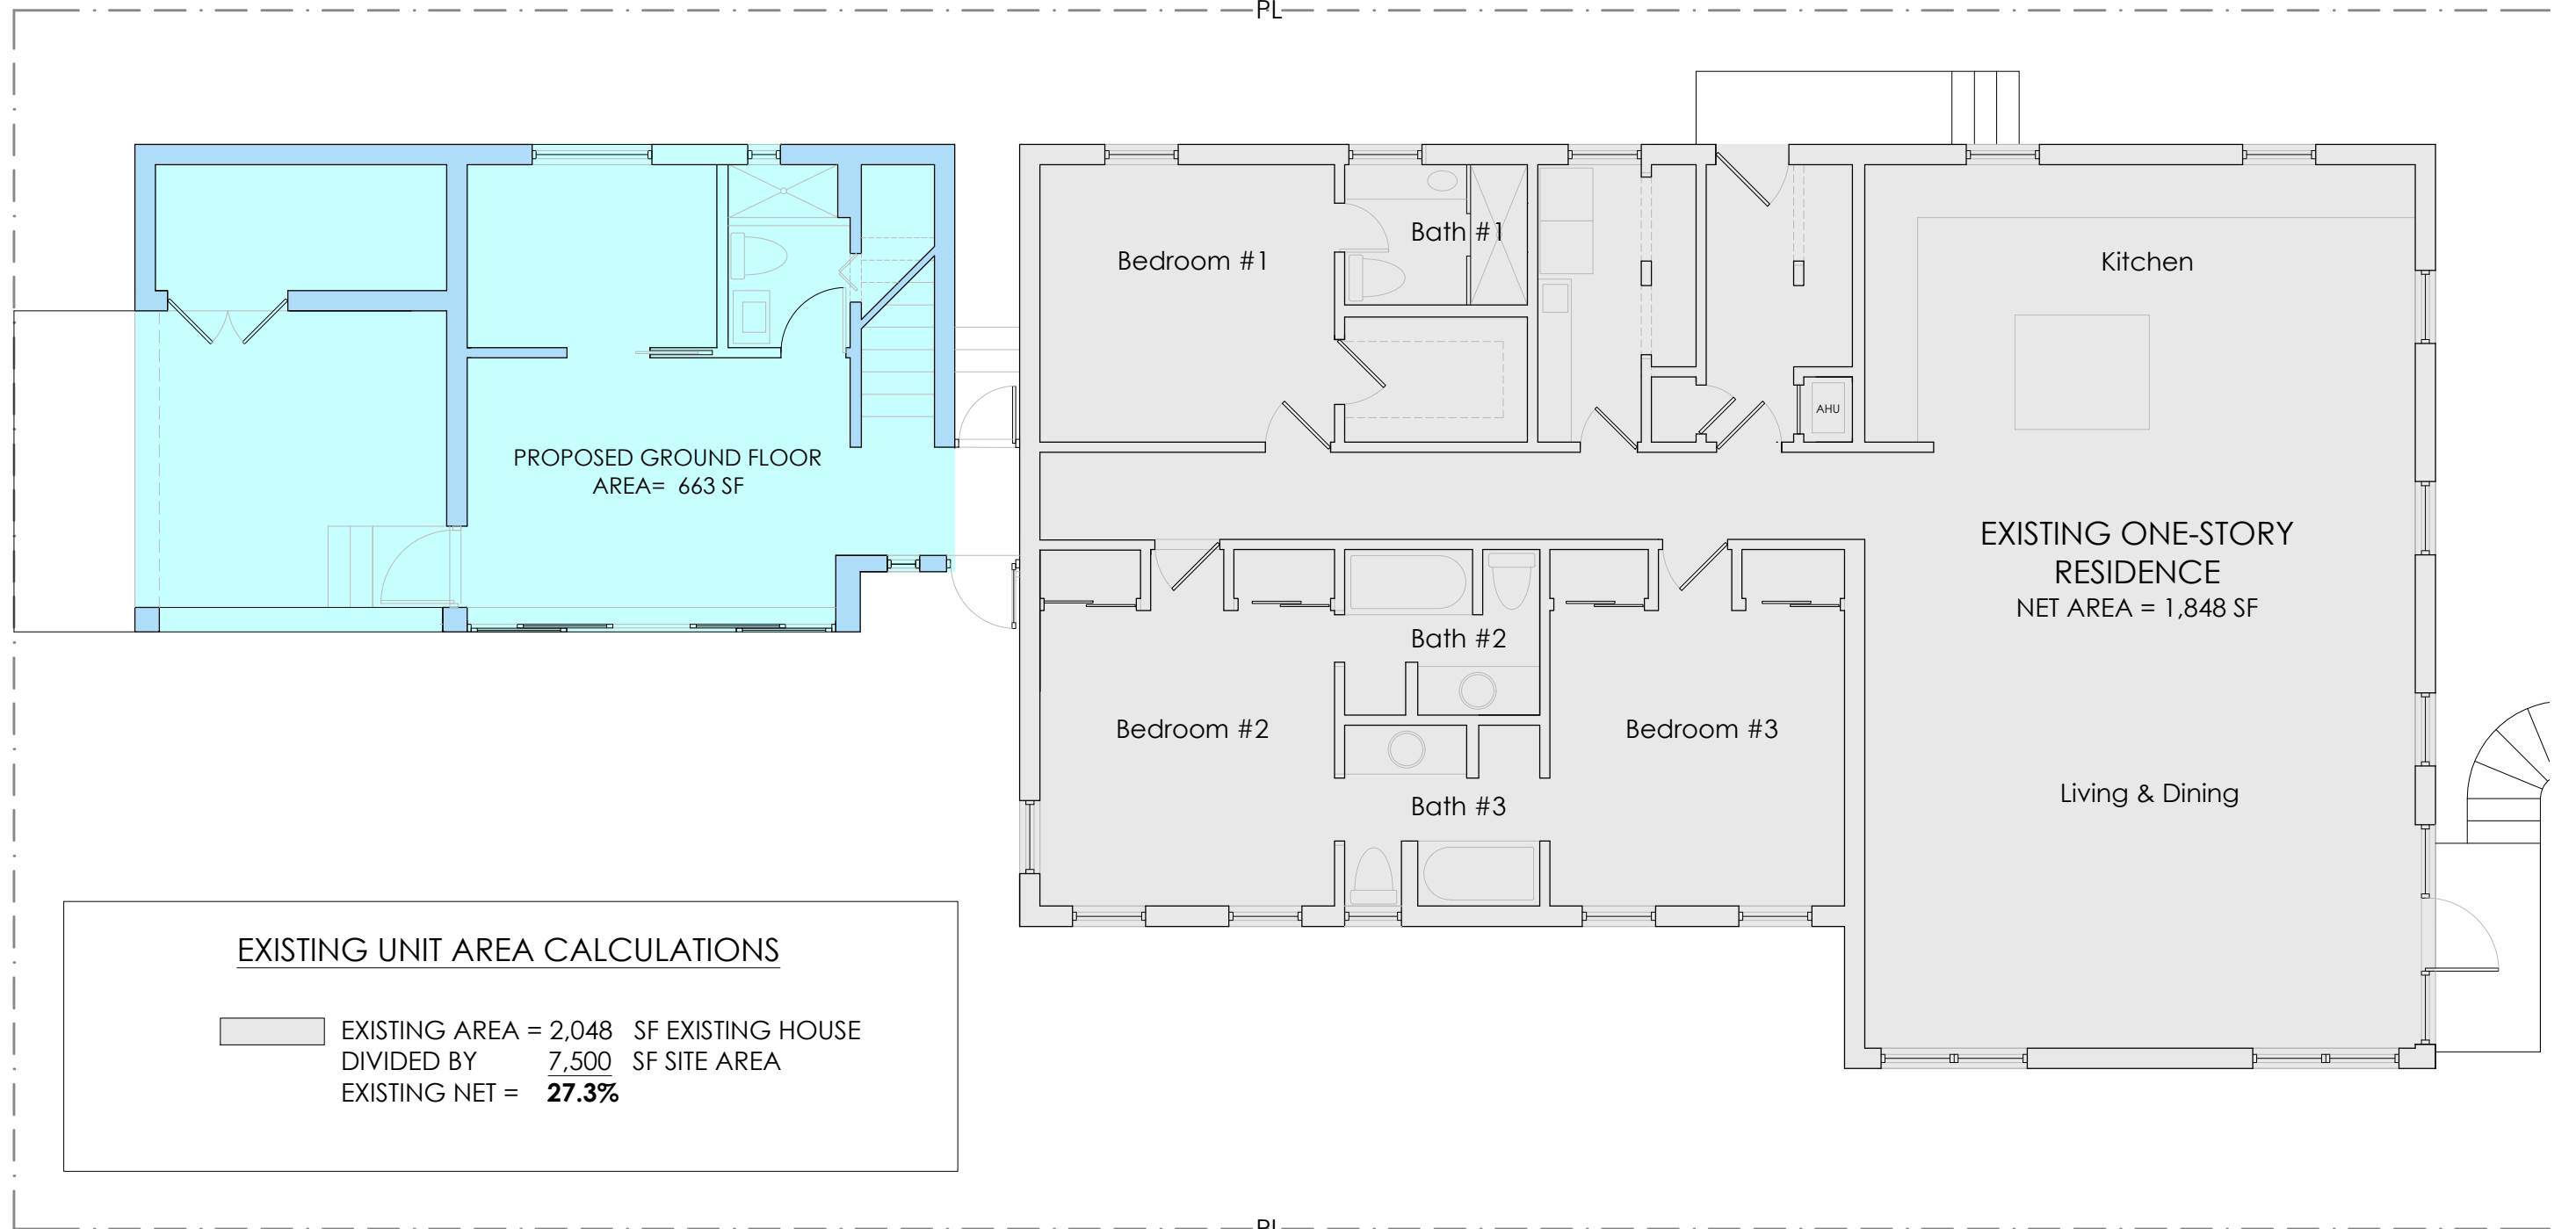 PL
Bedroom #1
Bath #1
Kitchen
AHU
PROPOSED GROUND FLOOR
AREA= 663 SF
EXISTING ONE-STORY
RESIDENCE
NET AREA = 1,848 SF
Bath #2
Bedroom #2
Bedroom #3
Bath #3
Living & Dining
EXISTING UNIT AREA CALCULATIONS
EXISTING AREA = 2,048 SF EXISTING HOUSE
DIVIDED BY 7,500 SF SITE AREA
EXISTING NET = 27.3%
PL